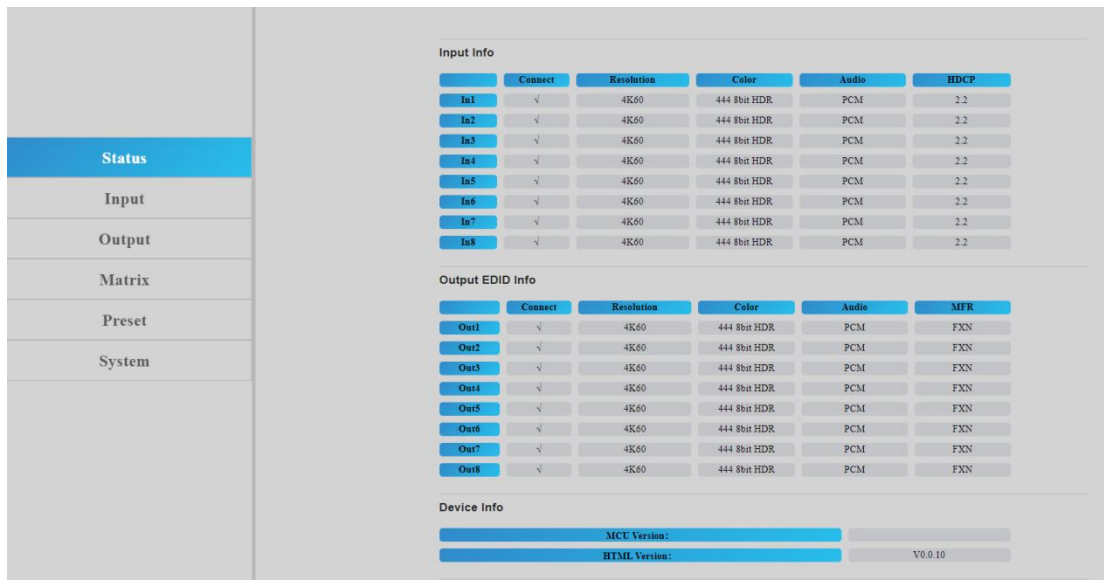 Status
Input
Output
Matrix
Preset
System
Input Info
Connect Resolution Color Audio HDCP
In1 √ 4K60 444 8bit HDR PCM 2.2
In2 √ 4K60 444 8bit HDR PCM 2.2
In3 √ 4K60 444 8bit HDR PCM 2.2
In4 √ 4K60 444 8bit HDR PCM 2.2
In5 √ 4K60 444 8bit HDR PCM 2.2
In6 √ 4K60 444 8bit HDR PCM 2.2
In7 √ 4K60 444 8bit HDR PCM 2.2
In8 √ 4K60 444 8bit HDR PCM 2.2
Output EDID Info
Connect Resolution Color Audio MFR
Out1 √ 4K60 444 8bit HDR PCM FXN
Out2 √ 4K60 444 8bit HDR PCM FXN
Out3 √ 4K60 444 8bit HDR PCM FXN
Out4 √ 4K60 444 8bit HDR PCM FXN
Out5 √ 4K60 444 8bit HDR PCM FXN
Out6 √ 4K60 444 8bit HDR PCM FXN
Out7 √ 4K60 444 8bit HDR PCM FXN
Out8 √ 4K60 444 8bit HDR PCM FXN
Device Info
MCU Version:
HTML Version: V0.0.10